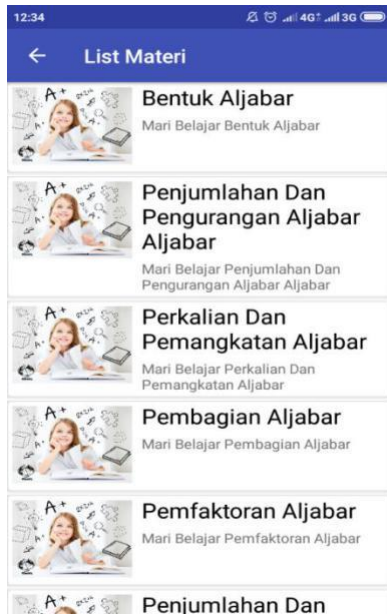 12:34
4G+ 3G
List Materi
Bentuk Aljabar
Mari Belajar Bentuk Aljabar
Penjumlahan Dan
Pengurangan Aljabar
Aljabar
Mari Belajar Penjumlahan Dan
Pengurangan Aljabar Aljabar
Perkalian Dan
Pemangkatan Aljabar
Mari Belajar Perkalian Dan
Pemangkatan Aljabar
Pembagian Aljabar
Mari Belajar Pembagian Aljabar
Pemfaktoran Aljabar
Mari Belajar Pemfaktoran Aljabar
Penjumlahan Dan
A+
A+
A+
A+
A+
A+